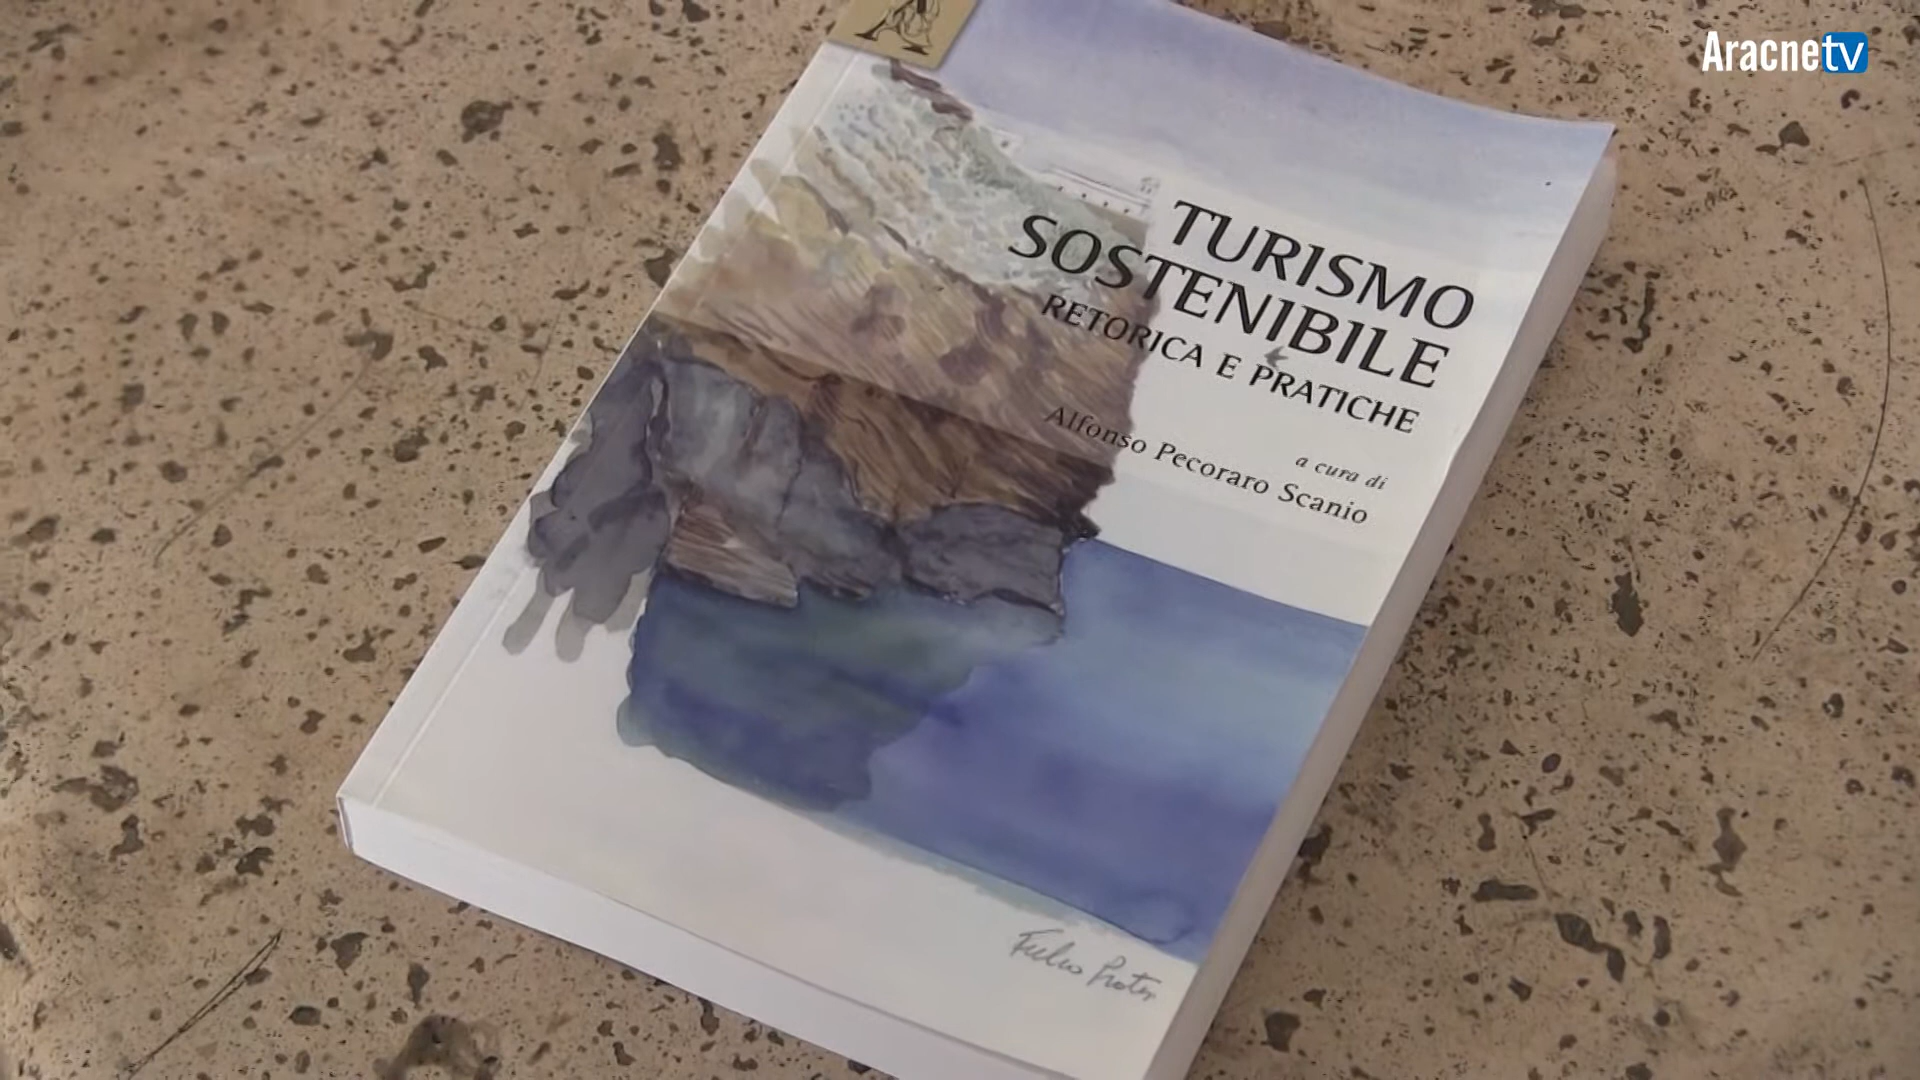 Aracnetv
TURISMO
SOSTENIBILE
RETORICA E PRATICHE
a cura di
Alfonso Pecoraro Scanio